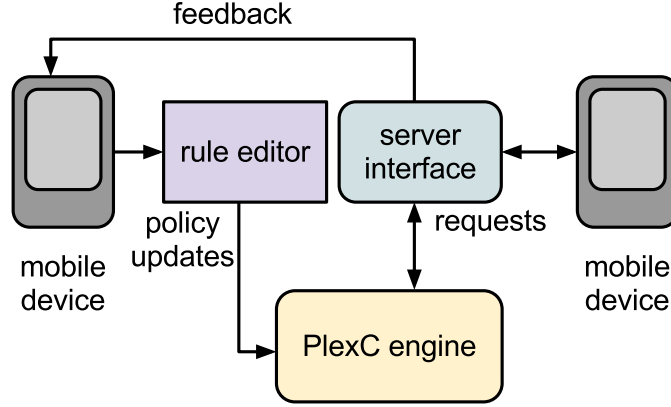 feedback
rule editor
server
interface
policy
updates
requests
mobile
device
mobile
device
PlexC engine